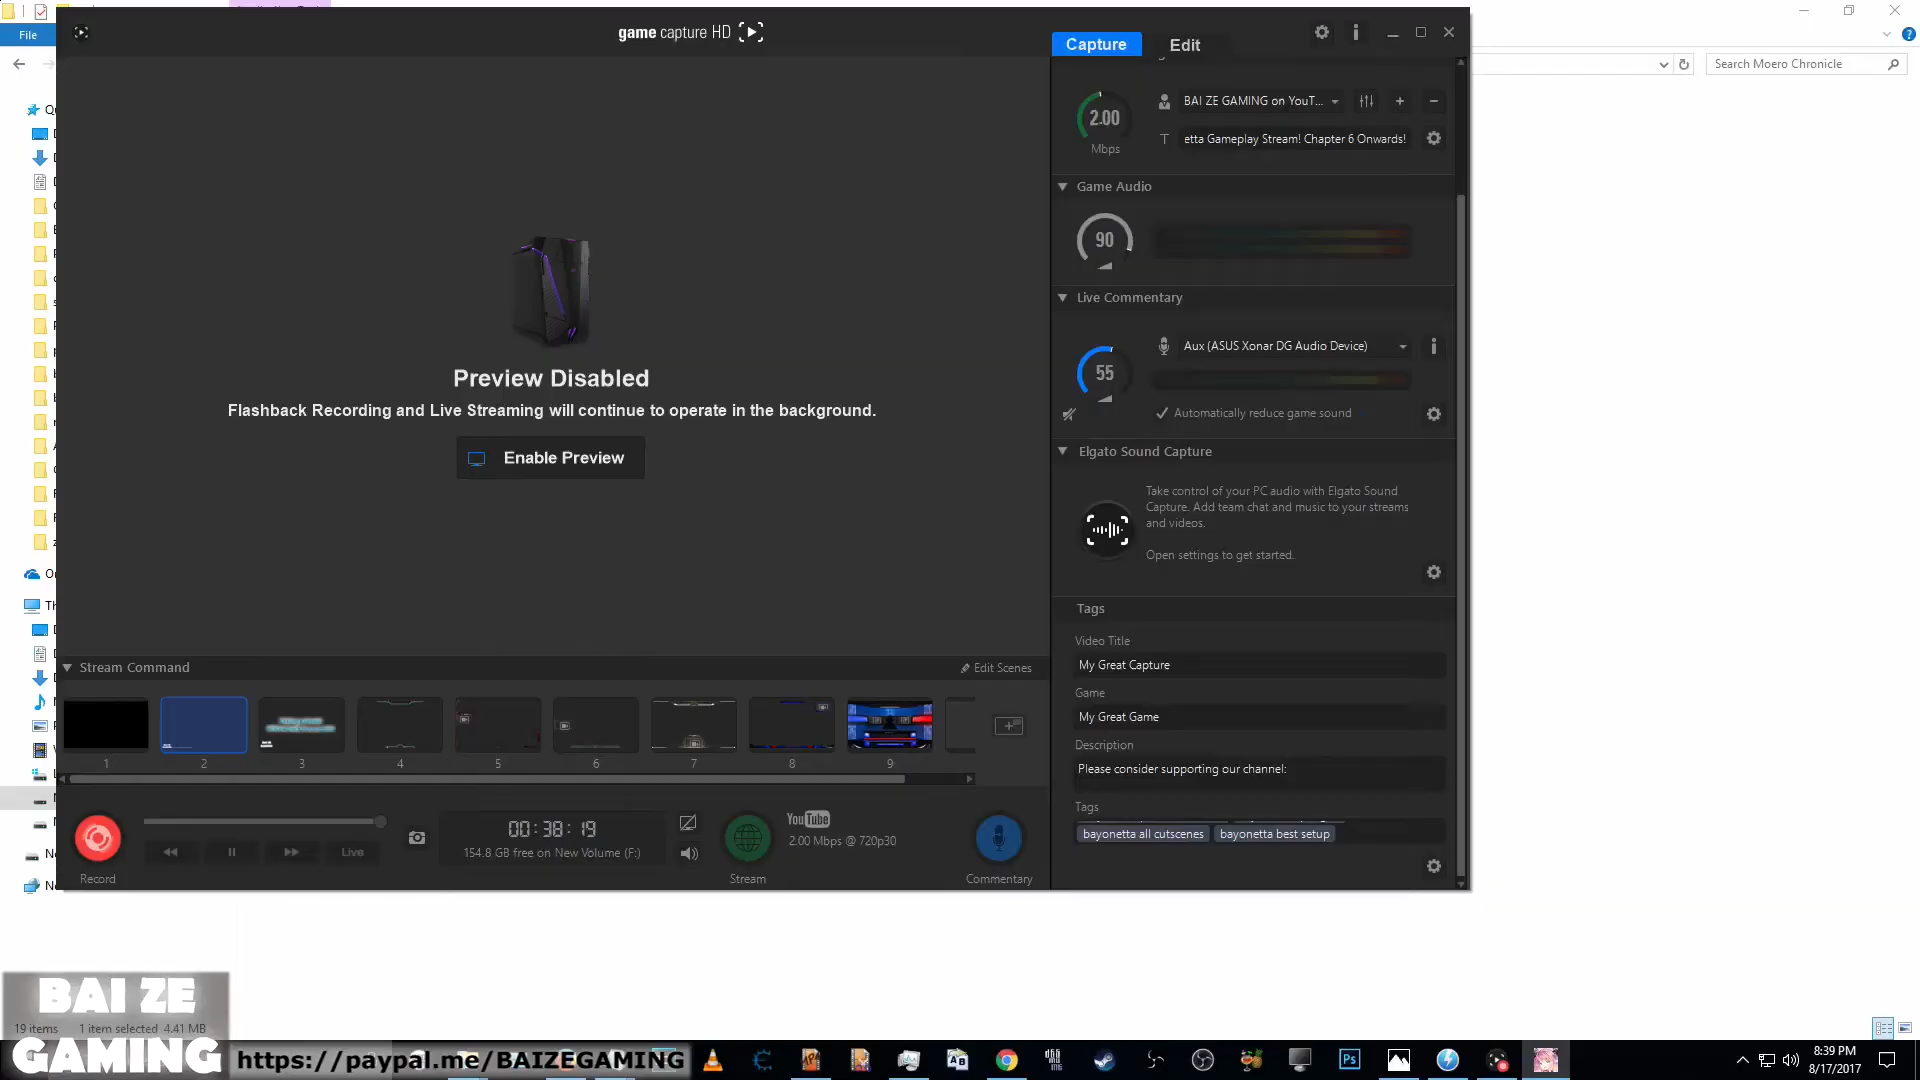 File
Search Moero Chronicle
game capture HD
Capture
Edit
2.00
Mbps
BAI ZE GAMING on YouT...
etta Gameplay Stream! Chapter 6 Onwards!
Game Audio
90
Live Commentary
55
Aux (ASUS Xonar DG Audio Device)
Automatically reduce game sound
Elgato Sound Capture
Take control of your PC audio with Elgato Sound
Capture. Add team chat and music to your streams
and videos.
Open settings to get started.
Preview Disabled
Flashback Recording and Live Streaming will continue to operate in the background.
Enable Preview
Tags
Video Title
My Great Capture
Game
My Great Game
Description
Please consider supporting our channel:
Tags
bayonetta all cutscenes
bayonetta best setup
Stream Command
Edit Scenes
1
2
3
4
5
6
7
8
9
Record
Live
00:38:19
154.8 GB free on New Volume (F:)
Stream
YouTube
2.00 Mbps @ 720p30
Commentary
BAI ZE
19 items
1 item selected 4.41 MB
GAMING
https://paypal.me/BAIZEGAMING
8:39 PM
8/17/2017